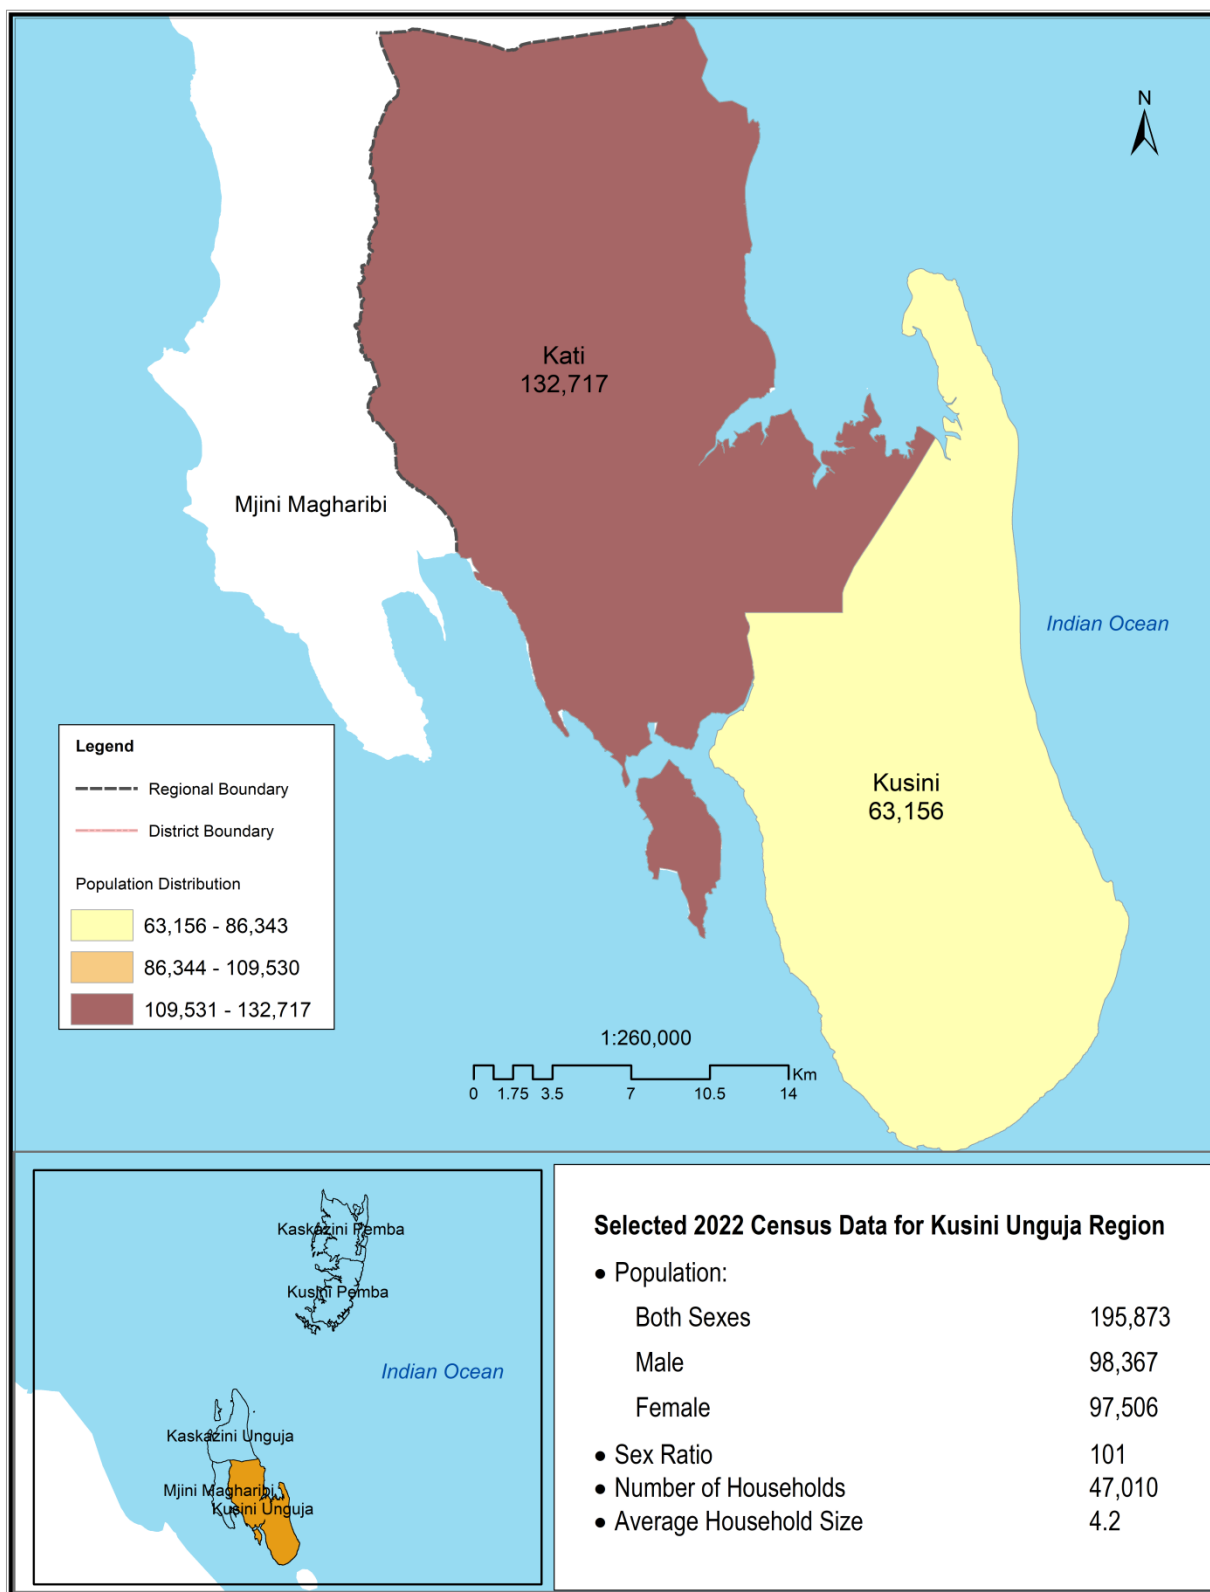 N
Kati
132,717
Mjini Magharibi
Indian Ocean
Kusini
63,156
Legend
Regional Boundary
District Boundary
Population Distribution
63,156 - 86,343
86,344 - 109,530
109,531 - 132,717
1:260,000
Km
0 1.75 3.5 7 10.5 14
Kaskazini Pemba
Kusini Pemba
Indian Ocean
Kaskazini Unguja
Mjini Magharibi
Kusini Unguja
Selected 2022 Census Data for Kusini Unguja Region
• Population:
Both Sexes 195,873
Male 98,367
Female 97,506
• Sex Ratio 101
• Number of Households 47,010
• Average Household Size 4.2